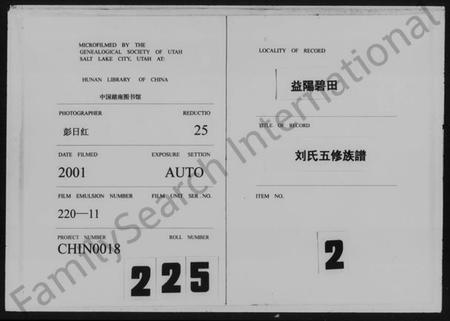 MICROFILMED BY THE
GENEALOGICAL SOCIETY OF UTAH
SALT LAKE CITY, UTAH AT:
HUNAN LIBRARY OF CHINA
中国湖南图书馆
PHOTOGRAPHER REDUCTIO
彭日红 25
DATE FILMED EXPOSURE SETTION
2001 AUTO
FILM EMULSION NUMBER FILM UNIT SER. NO.
220—11
PROJECT NUMBER ROLL NUMBER
CHIN0018
225
LOCALITY OF RECORD
益陽碧田
TITLE OF RECORD
刘氏五修族譜
ITEM NO.
2
FamilySearch International